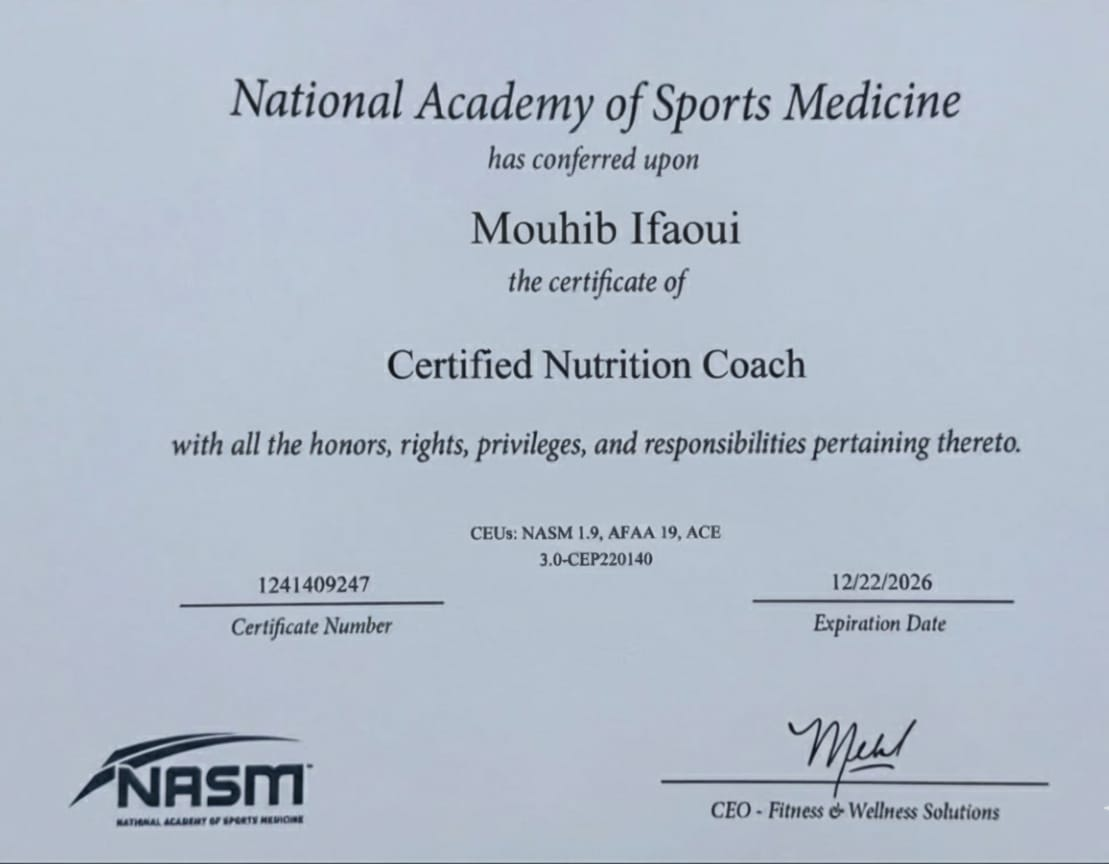 National Academy of Sports Medicine
has conferred upon
Mouhib Ifaoui
the certificate of
Certified Nutrition Coach
with all the honors, rights, privileges, and responsibilities pertaining thereto.
CEUs: NASM 1.9, AFAA 19, ACE
3.0-CEP220140
1241409247
Certificate Number
12/22/2026
Expiration Date
NASM
NATIONAL ACADEMY OF SPORTS MEDICINE
CEO - Fitness & Wellness Solutions